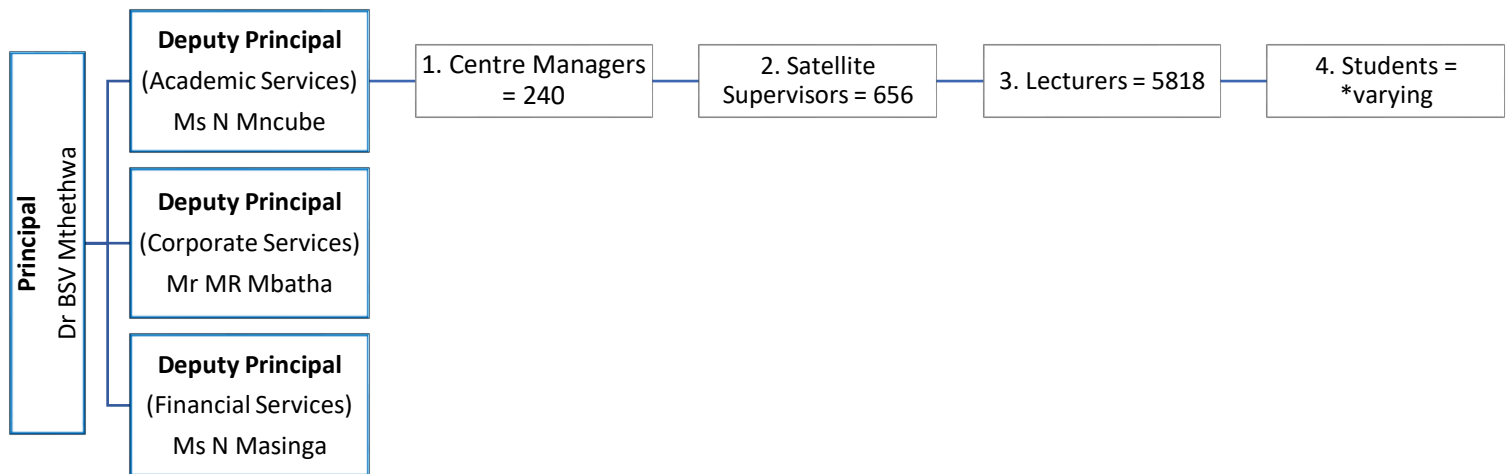 Principal
Dr BSV Mthethwa
Deputy Principal
(Academic Services)
Ms N Mncube
1. Centre Managers
= 240
2. Satellite
Supervisors = 656
3. Lecturers = 5818
4. Students =
*varying
Deputy Principal
(Corporate Services)
Mr MR Mbatha
Deputy Principal
(Financial Services)
Ms N Masinga